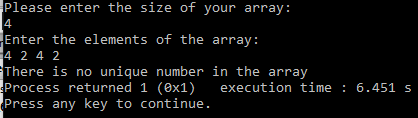 Please enter the size of your array:
4
Enter the elements of the array:
4 2 4 2
There is no unique number in the array
Process returned 1 (0x1)   execution time : 6.451 s
Press any key to continue.